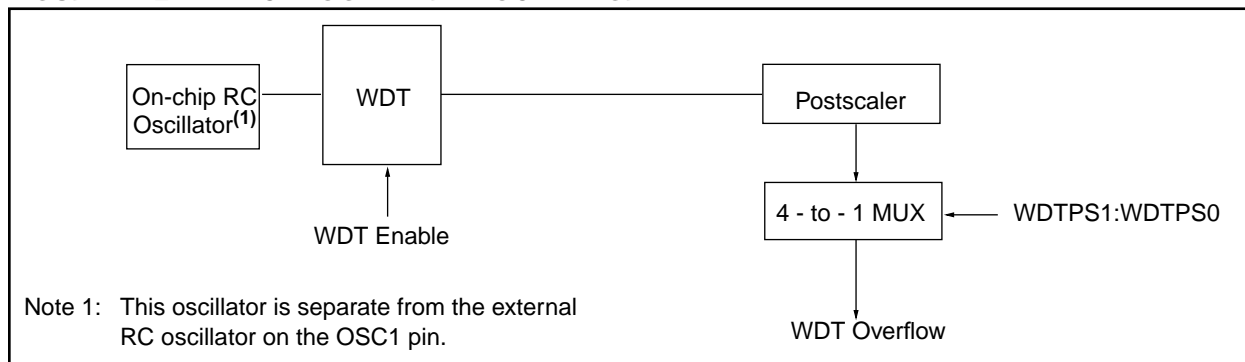 On-chip RC
Oscillator(1)
WDT
Postscaler
4 - to - 1 MUX
WDTPS1:WDTPS0
WDT Enable
WDT Overflow
Note 1: This oscillator is separate from the external
RC oscillator on the OSC1 pin.